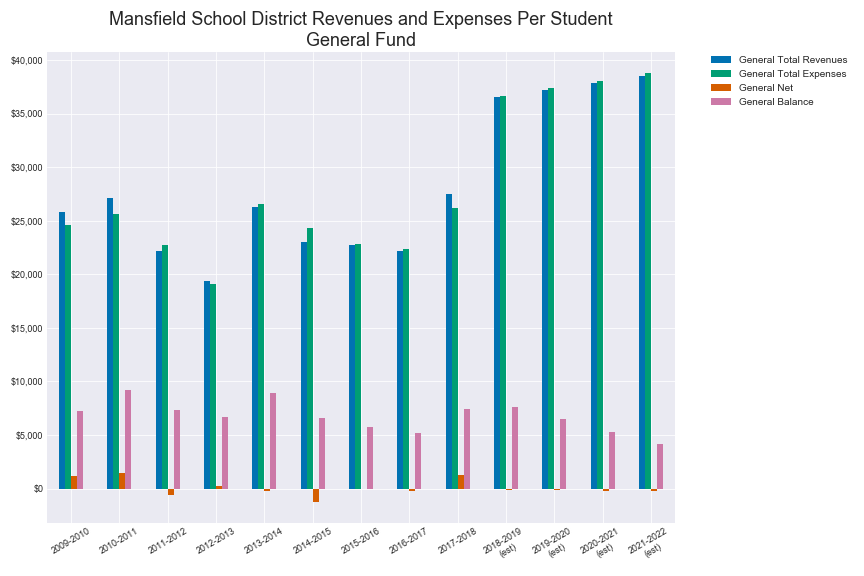 Mansfield School District Revenues and Expenses Per Student
General Fund
General Total Revenues
General Total Expenses
General Net
General Balance
$40,000
$35,000
$30,000
$25,000
$20,000
$15,000
$10,000
$5,000
$0
2009-2010
2010-2011
2011-2012
2012-2013
2013-2014
2014-2015
2015-2016
2016-2017
2017-2018
2018-2019
(est)
2019-2020
(est)
2020-2021
(est)
2021-2022
(est)